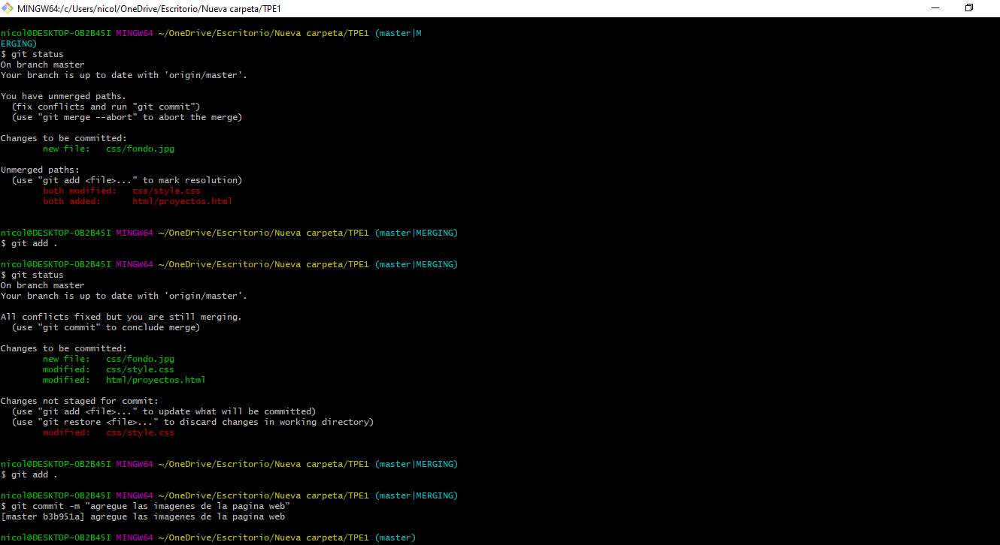 MINGW64:/c/Users/nicol/OneDrive/Escritorio/Nueva carpeta/TPE1
nicol@DESKTOP-OB2B45I MINGW64 ~/OneDrive/Escritorio/Nueva carpeta/TPE1 (master|M
ERGING)
$ git status
On branch master
Your branch is up to date with 'origin/master'.
You have unmerged paths.
  (fix conflicts and run "git commit")
  (use "git merge --abort" to abort the merge)
Changes to be committed:
        new file:   css/fondo.jpg
Unmerged paths:
  (use "git add <file>..." to mark resolution)
        both modified:   css/style.css
        both added:      html/proyectos.html
nicol@DESKTOP-OB2B45I MINGW64 ~/OneDrive/Escritorio/Nueva carpeta/TPE1 (master|MERGING)
$ git add .
nicol@DESKTOP-OB2B45I MINGW64 ~/OneDrive/Escritorio/Nueva carpeta/TPE1 (master|MERGING)
$ git status
On branch master
Your branch is up to date with 'origin/master'.
All conflicts fixed but you are still merging.
  (use "git commit" to conclude merge)
Changes to be committed:
        new file:   css/fondo.jpg
        modified:   css/style.css
        modified:   html/proyectos.html
Changes not staged for commit:
  (use "git add <file>..." to update what will be committed)
  (use "git restore <file>..." to discard changes in working directory)
        modified:   css/style.css
nicol@DESKTOP-OB2B45I MINGW64 ~/OneDrive/Escritorio/Nueva carpeta/TPE1 (master|MERGING)
$ git add .
nicol@DESKTOP-OB2B45I MINGW64 ~/OneDrive/Escritorio/Nueva carpeta/TPE1 (master|MERGING)
$ git commit -m "agregue las imagenes de la pagina web"
[master b3b951a] agregue las imagenes de la pagina web
nicol@DESKTOP-OB2B45I MINGW64 ~/OneDrive/Escritorio/Nueva carpeta/TPE1 (master)